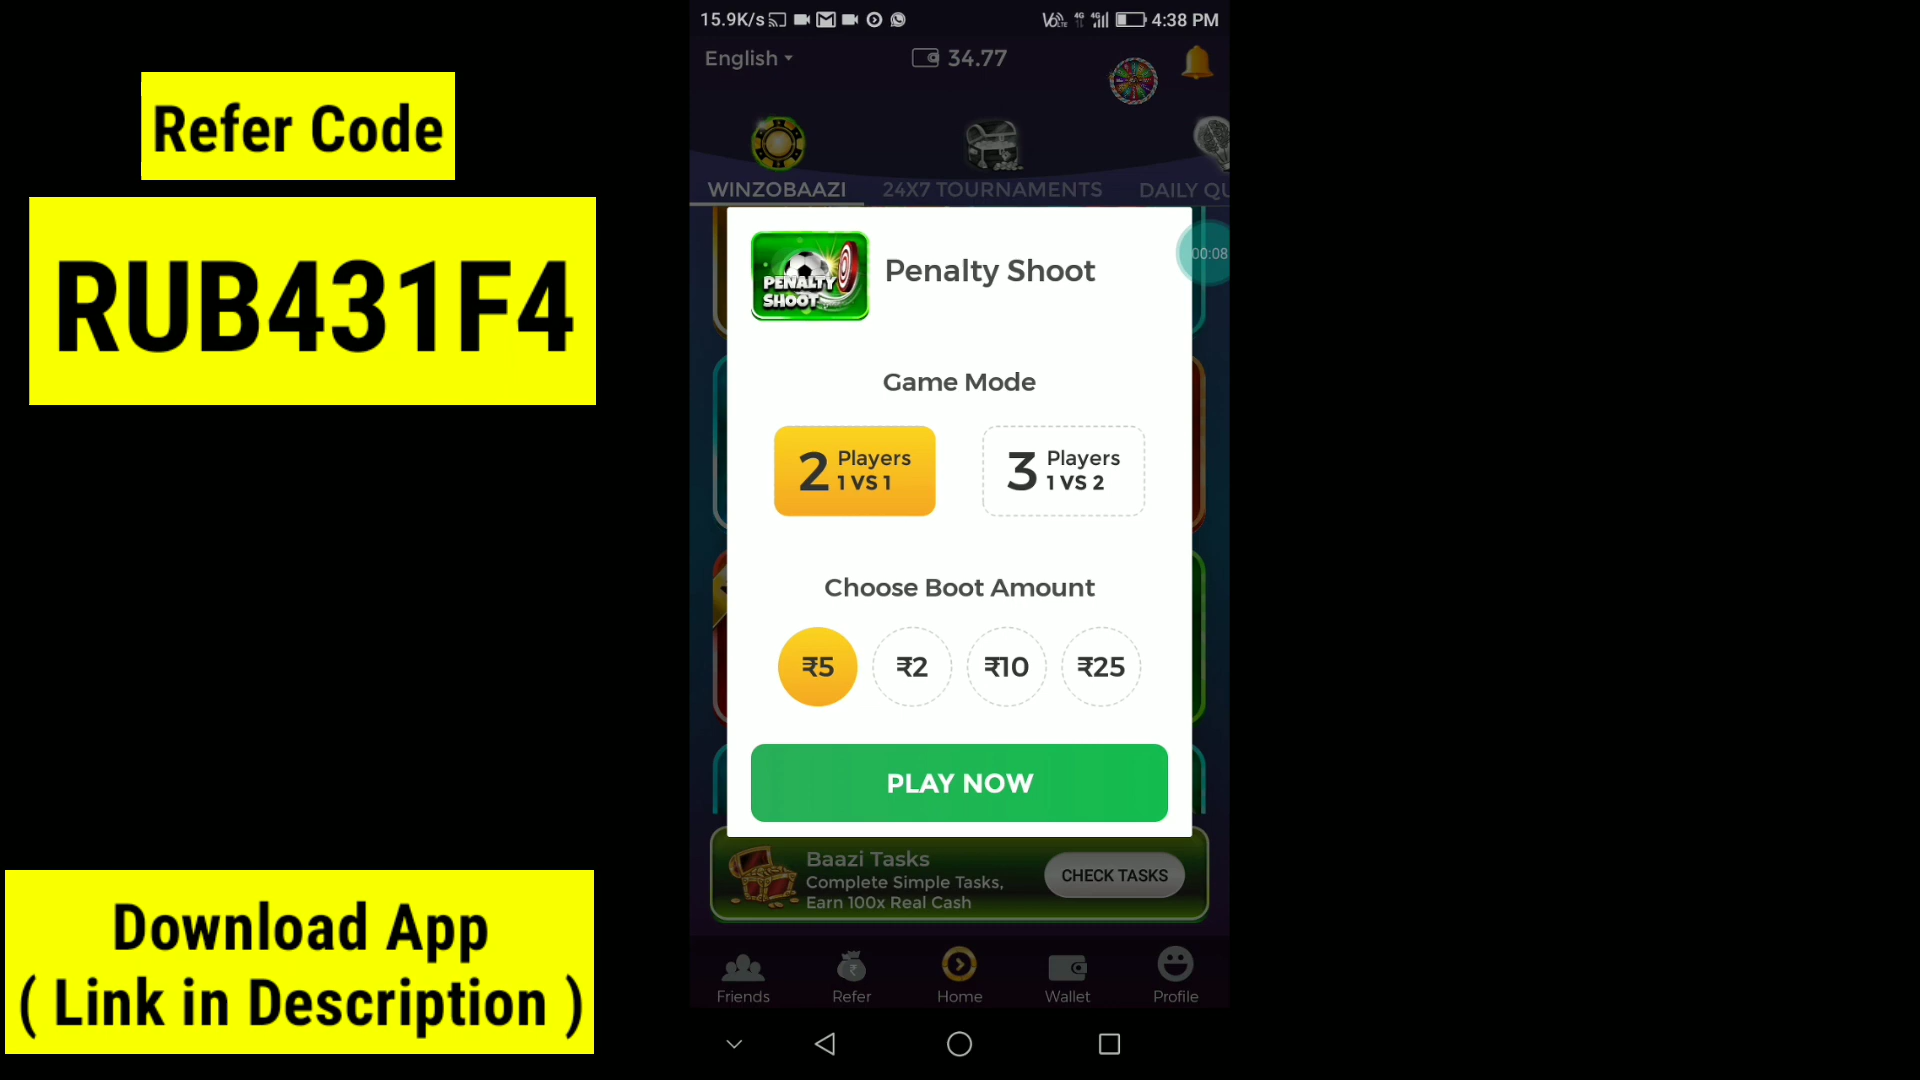 Refer Code
RUB431F4
Download App
( Link in Description )
15.9K/s
4G
4G
4:38 PM
English
34.77
WINZOBAAZI
24X7 TOURNAMENTS
DAILY QU
00:08
PENALTY
SHOOT
Penalty Shoot
Game Mode
2 Players
1 VS 1
3 Players
1 VS 2
Choose Boot Amount
₹5
₹2
₹10
₹25
PLAY NOW
Baazi Tasks
Complete Simple Tasks,
Earn 100x Real Cash
CHECK TASKS
Friends
Refer
Home
Wallet
Profile